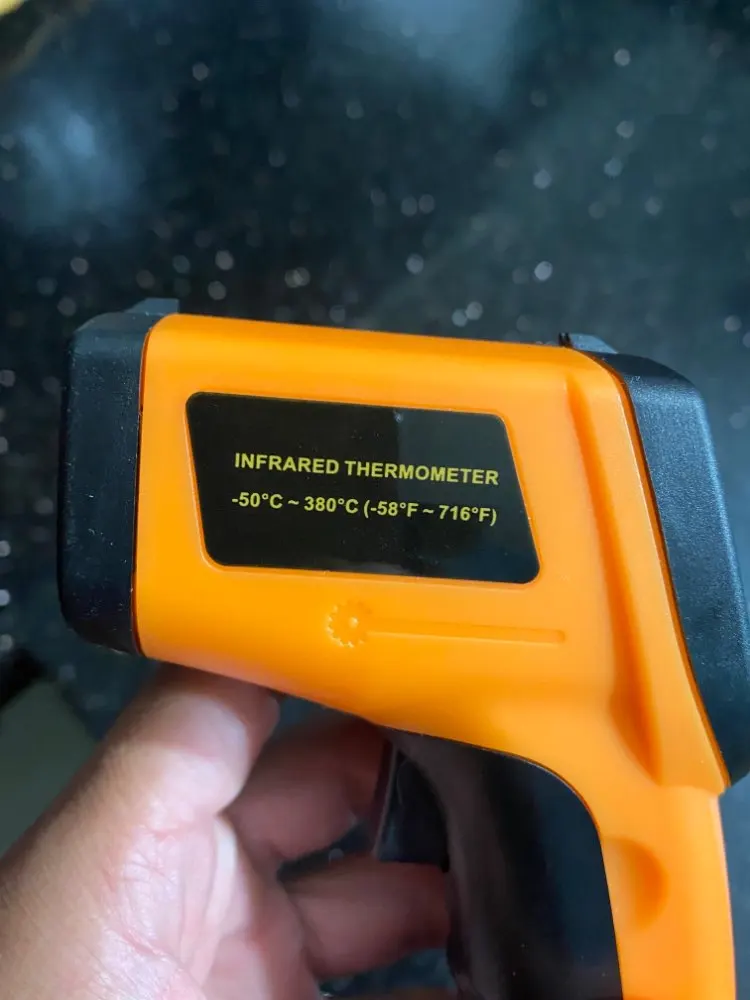 INFRARED THERMOMETER
-50°C ~ 380°C (-58°F ~ 716°F)